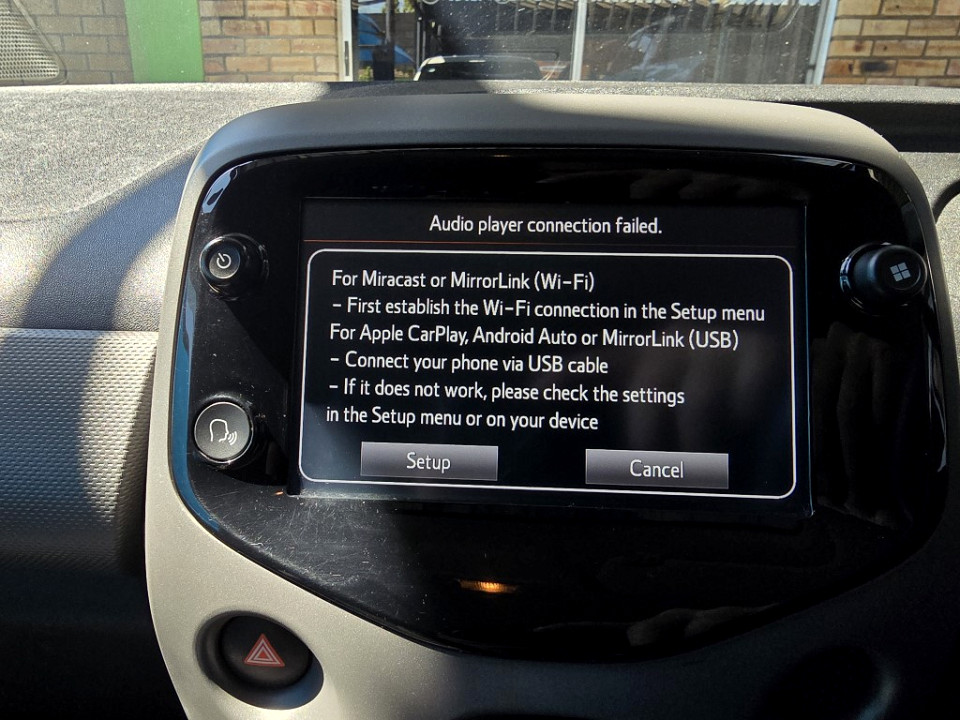 Audio player connection failed.
For Miracast or MirrorLink (Wi-Fi)
- First establish the Wi-Fi connection in the Setup menu
For Apple CarPlay, Android Auto or MirrorLink (USB)
- Connect your phone via USB cable
- If it does not work, please check the settings
in the Setup menu or on your device
Setup
Cancel